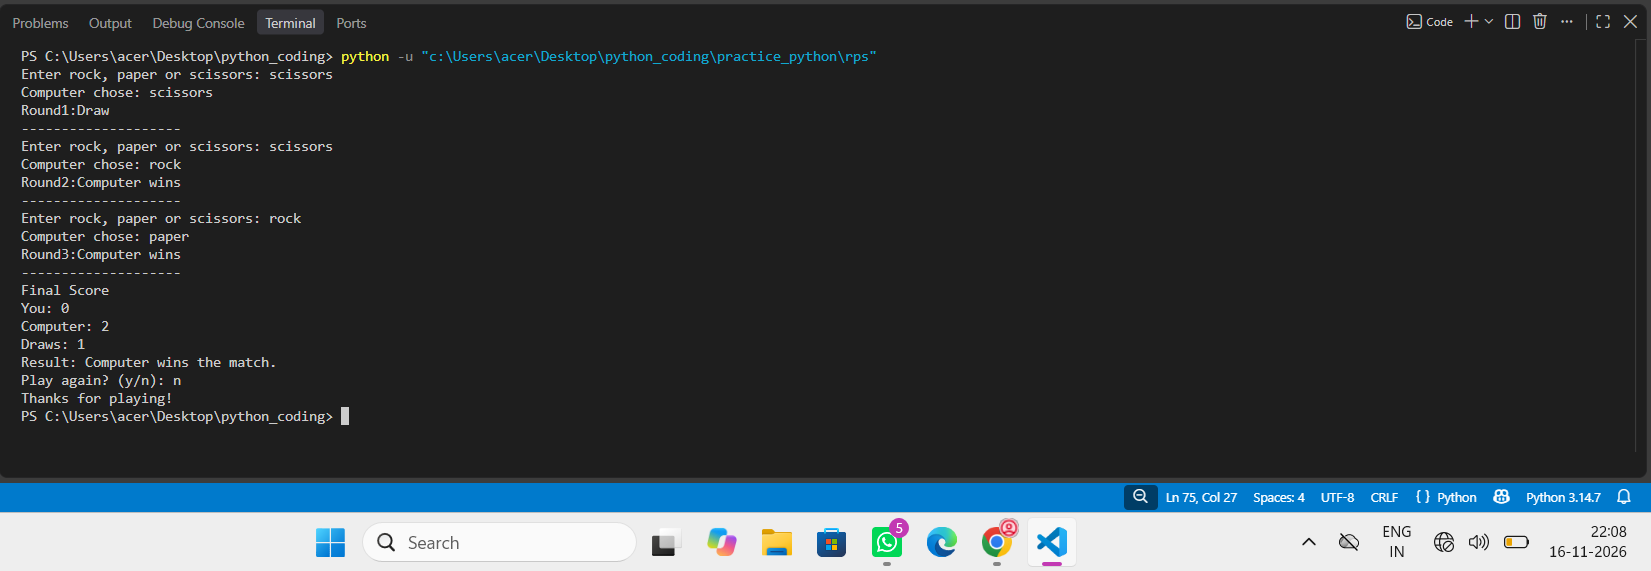 Problems Output Debug Console Terminal Ports Code
PS C:\Users\acer\Desktop\python_coding> python -u "c:\Users\acer\Desktop\python_coding\practice_python\rps"
Enter rock, paper or scissors: scissors
Computer chose: scissors
Round1:Draw
--------------------
Enter rock, paper or scissors: scissors
Computer chose: rock
Round2:Computer wins
--------------------
Enter rock, paper or scissors: rock
Computer chose: paper
Round3:Computer wins
--------------------
Final Score
You: 0
Computer: 2
Draws: 1
Result: Computer wins the match.
Play again? (y/n): n
Thanks for playing!
PS C:\Users\acer\Desktop\python_coding>
Ln 75, Col 27 Spaces: 4 UTF-8 CRLF {} Python Python 3.14.7
Search 5 ENG 22:08
IN 16-11-2026